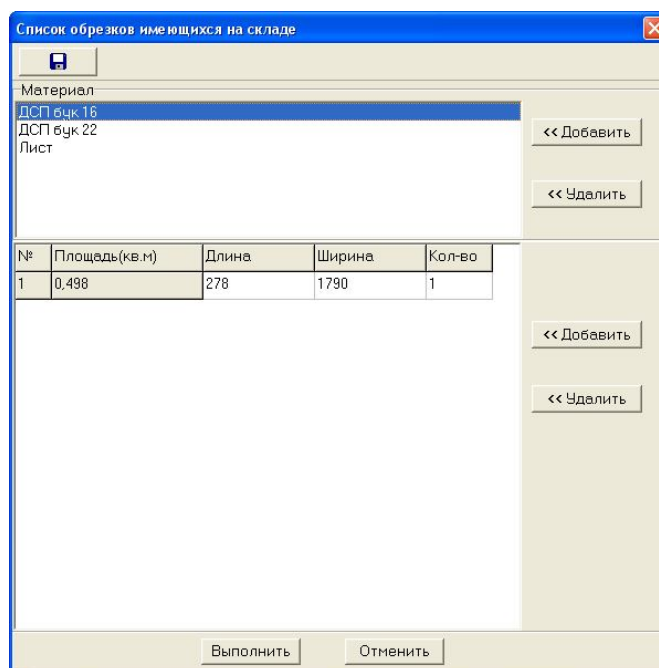 Список обрезков имеющихся на складе
Материал
ДСП бук 16
ДСП бук 22
Лист
<< Добавить
<< Удалить
№ Площадь(кв.м) Длина Ширина Кол-во
1 0,498 278 1790 1
<< Добавить
<< Удалить
Выполнить Отменить